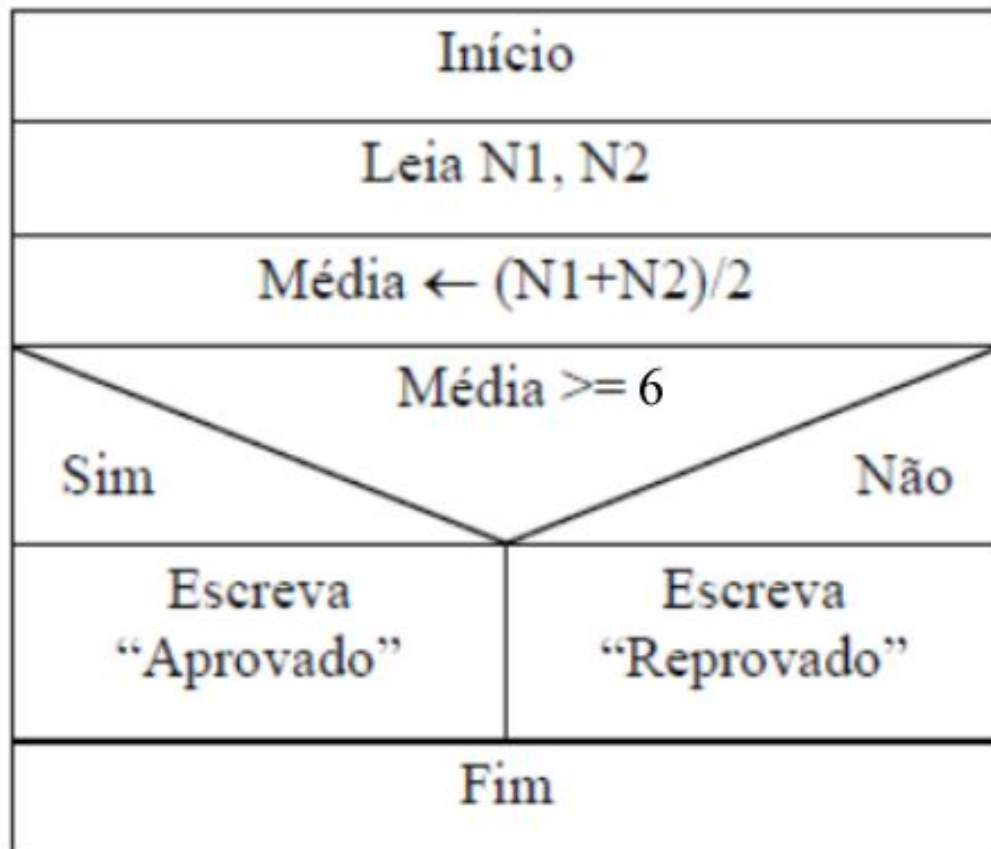 Início
Leia N1, N2
Média ← (N1+N2)/2
Média >= 6
Sim
Não
Escreva
“Aprovado”
Escreva
“Reprovado”
Fim